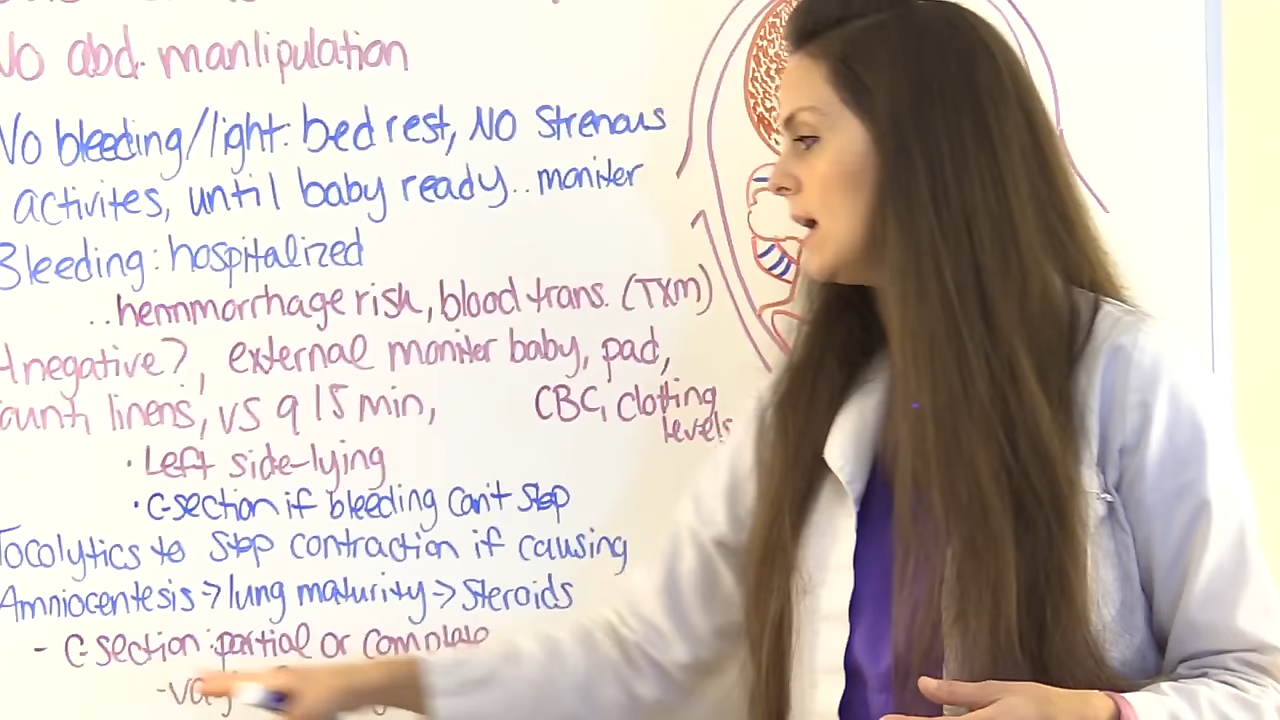 No abd. manlipulation
No bleeding/light: bed rest, NO strenous
activites, until baby ready.. moniter
Bleeding: hospitalized
..hemmorrhage risk, blood trans. (TXM)
negative?, external moniter baby, pad,
linens, VS q 15 min, CBC, clotting
levels
· Left side-lying
· C-section if bleeding can't stop
Tocolytics to stop contraction if causing
Amniocentesis → lung maturity → steroids
- C-section: partial or complete